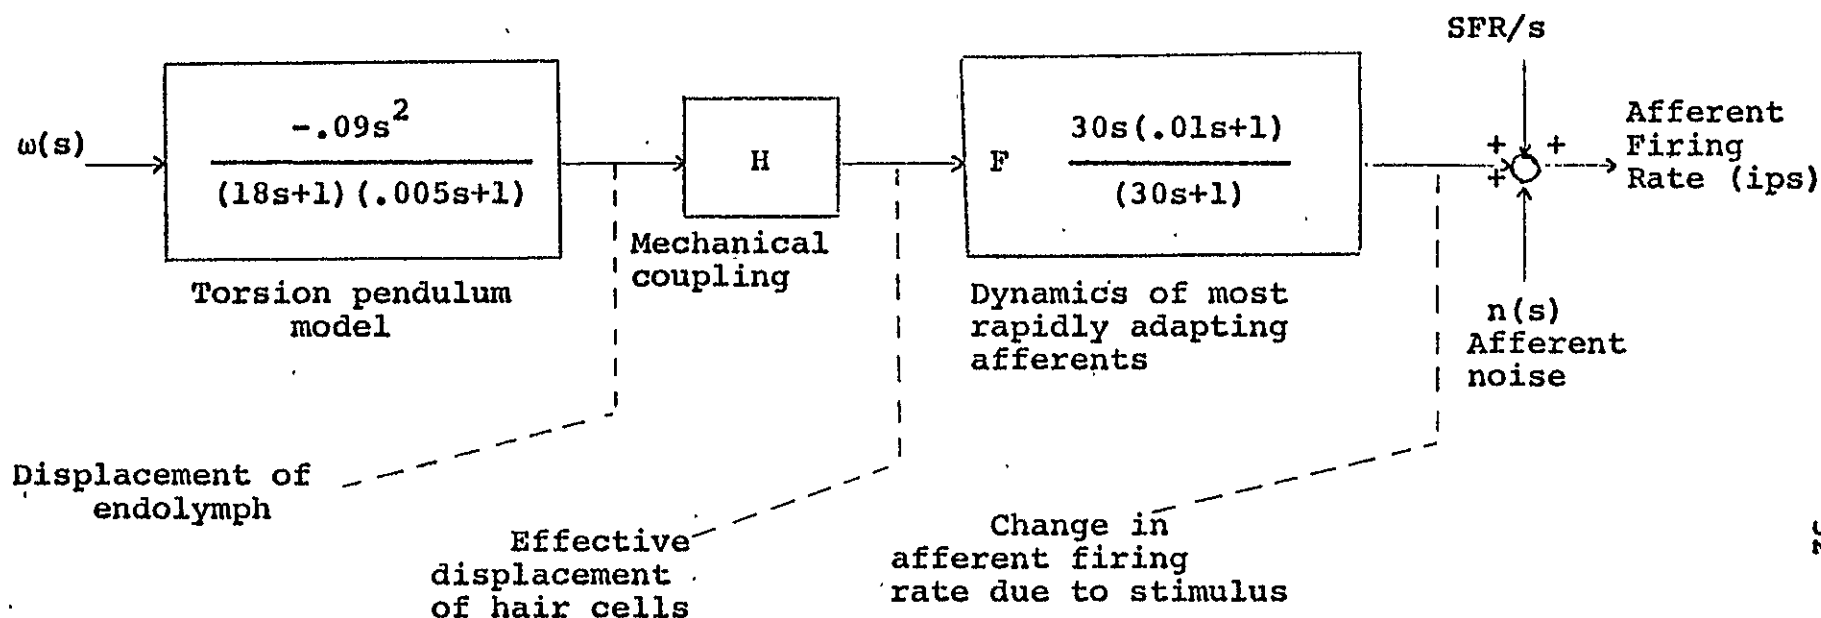 SFR/s
ω(s)
-.09s²
(18s+1)(.005s+1)
H
F
30s(.01s+1)
(30s+1)
+
+
+
Afferent
Firing
Rate (ips)
Torsion pendulum
model
Mechanical
coupling
Dynamics of most
rapidly adapting
afferents
n(s)
Afferent
noise
Displacement of
endolymph
Effective
displacement
of hair cells
Change in
afferent firing
rate due to stimulus